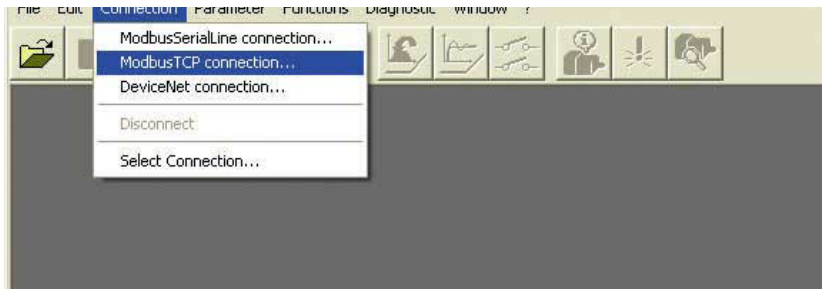 File Edit Connection Parameter Functions Diagnostic Window ?
ModbusSerialLine connection...
ModbusTCP connection...
DeviceNet connection...
Disconnect
Select Connection...